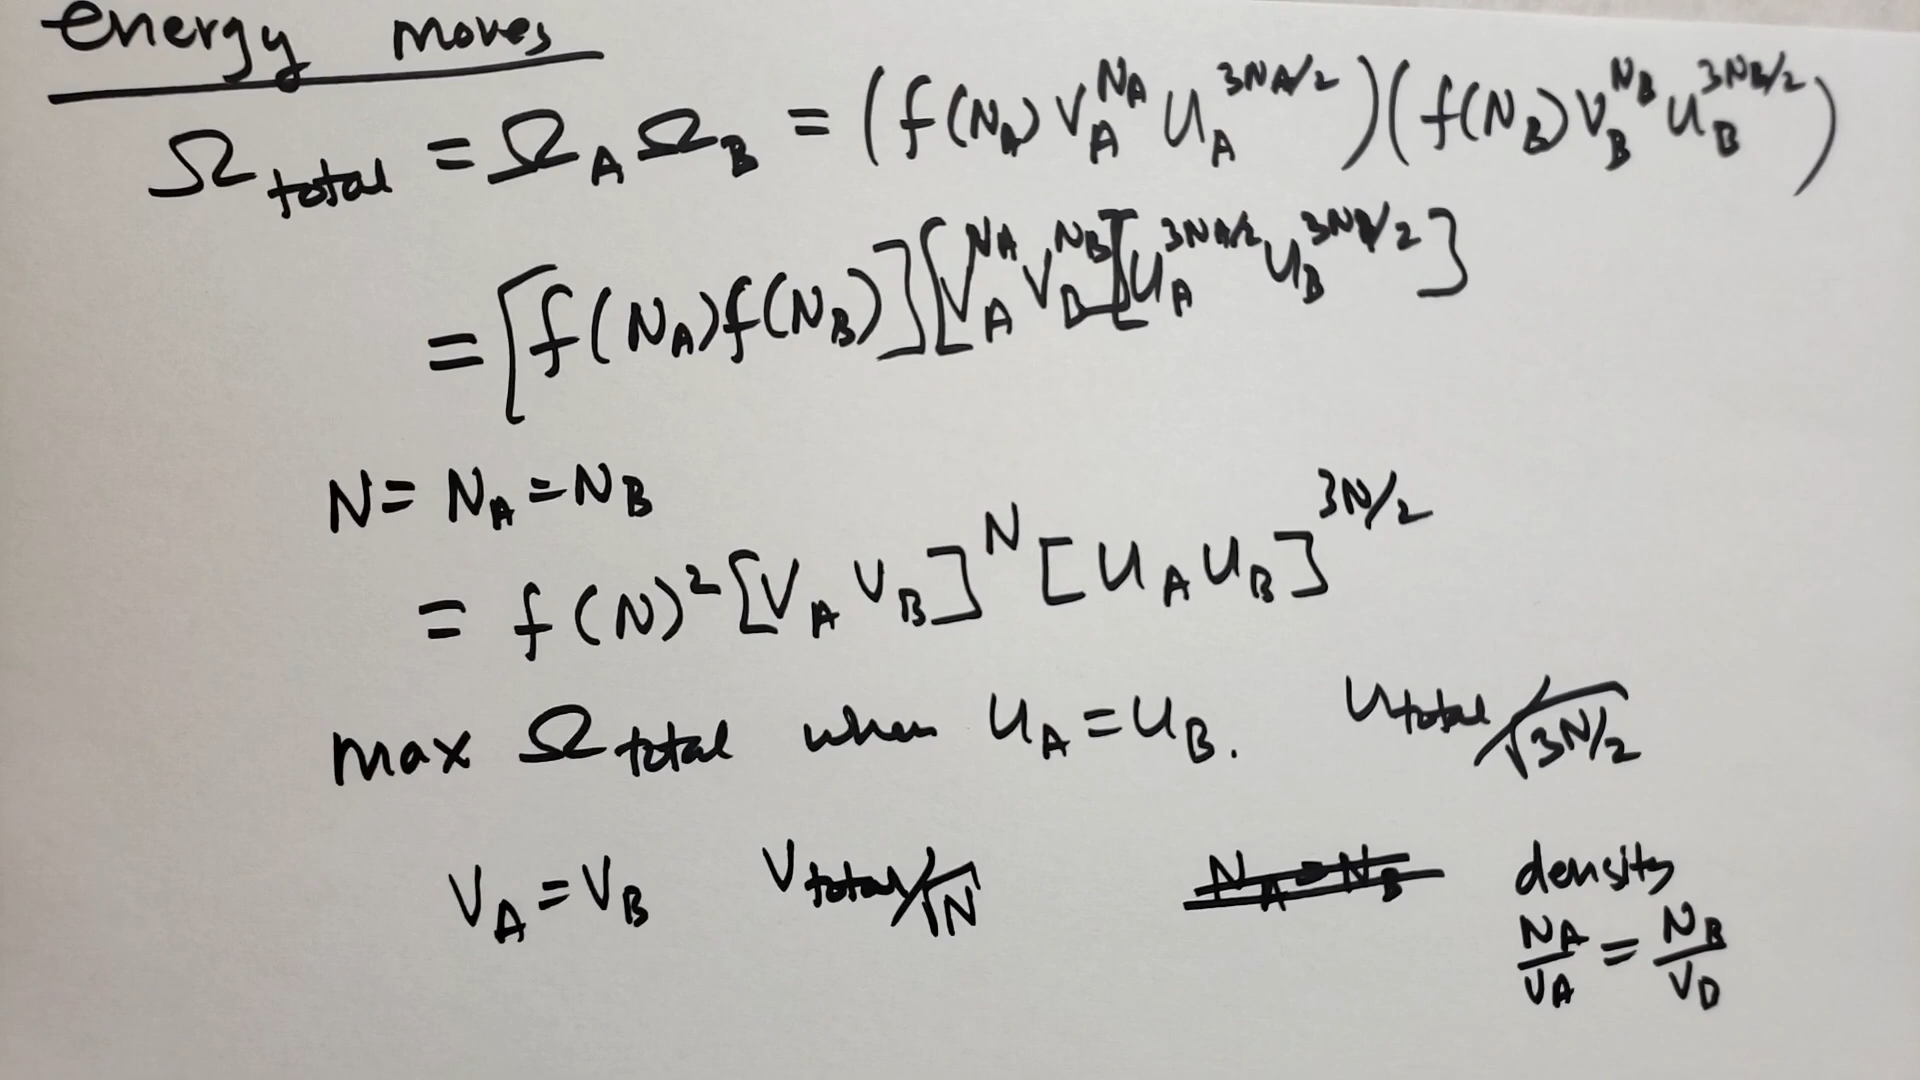 energy moves
Ω_total = Ω_A Ω_B = (f(N_A) V_A^{N_A} U_A^{3N_A/2})(f(N_B) V_B^{N_B} U_B^{3N_B/2})
= [f(N_A)f(N_B)][V_A^{N_A} V_B^{N_B}][U_A^{3N_A/2} U_B^{3N_B/2}]
N = N_A = N_B
= f(N)^2 [V_A V_B]^N [U_A U_B]^{3N/2}
max Ω_total when U_A = U_B. U_total/√(3N/2)
V_A = V_B V_total/√N N_A = N_B density
N_A/V_A = N_B/V_D